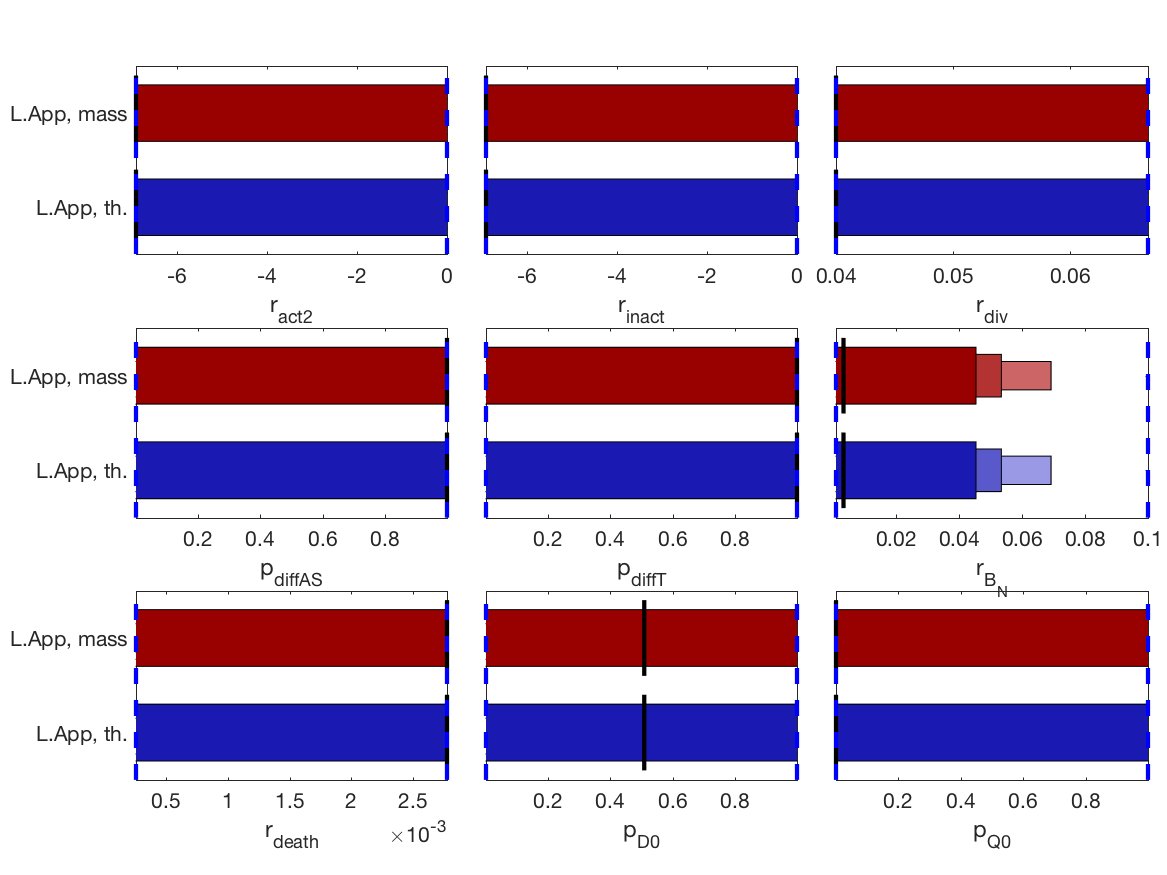 L.App, mass
L.App, th.
-6 -4 -2 0
r_act2
-6 -4 -2 0
r_inact
0.04 0.05 0.06
r_div
L.App, mass
L.App, th.
0.2 0.4 0.6 0.8
p_diffAS
0.2 0.4 0.6 0.8
p_diffT
0.02 0.04 0.06 0.08 0.1
r_B_N
L.App, mass
L.App, th.
0.5 1 1.5 2 2.5
r_death ×10^-3
0.2 0.4 0.6 0.8
p_D0
0.2 0.4 0.6 0.8
p_Q0